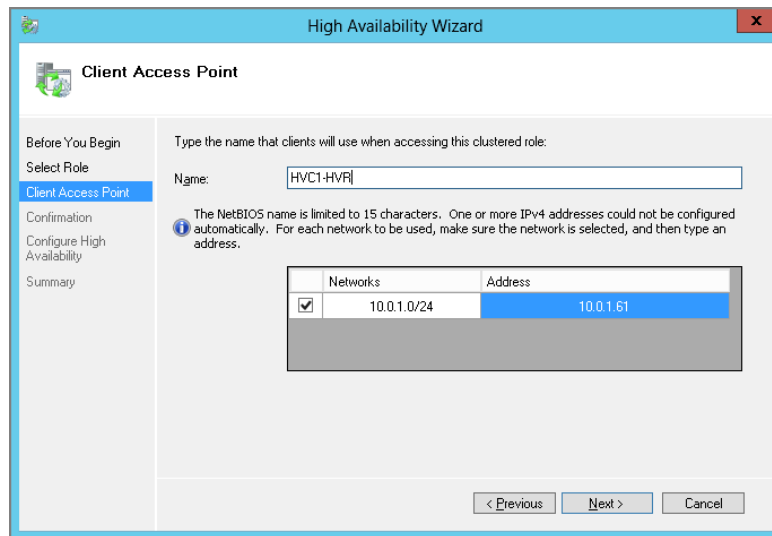 High Availability Wizard
X
Client Access Point
Before You Begin
Select Role
Client Access Point
Confirmation
Configure High
Availability
Summary
Type the name that clients will use when accessing this clustered role:
Name:
HVC1-HVR
The NetBIOS name is limited to 15 characters. One or more IPv4 addresses could not be configured
automatically. For each network to be used, make sure the network is selected, and then type an
address.
Networks Address
10.0.1.0/24 10.0.1.61
< Previous Next > Cancel